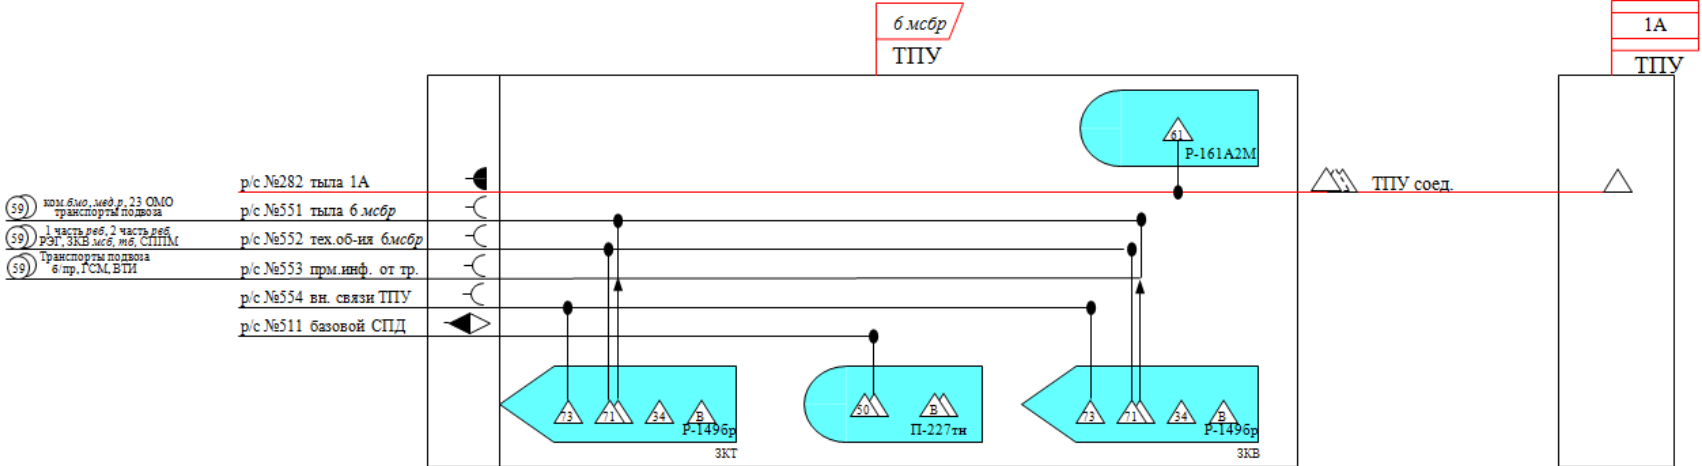 6 мсбр
ТПУ
1А
ТПУ
61
Р-161А2М
р/с №282 тыла 1А
ТПУ соед.
59
ком.бмо, мед.р, 23 ОМО
транспорты подвоза
р/с №551 тыла 6 мсбр
59
1 часть рвб, 2 часть рвб,
РЭГ, ЗКВ мсб, тб, СППМ
р/с №552 тех.об-ия 6мсбр
59
Транспорты подвоза
б/пр, ГСМ, ВТИ
р/с №553 прм.инф. от тр.
р/с №554 вн. связи ТПУ
р/с №511 базовой СПД
73
71
34
В
Р-149бр
ЗКТ
50
В
П-227тн
73
71
34
В
Р-149бр
ЗКВ